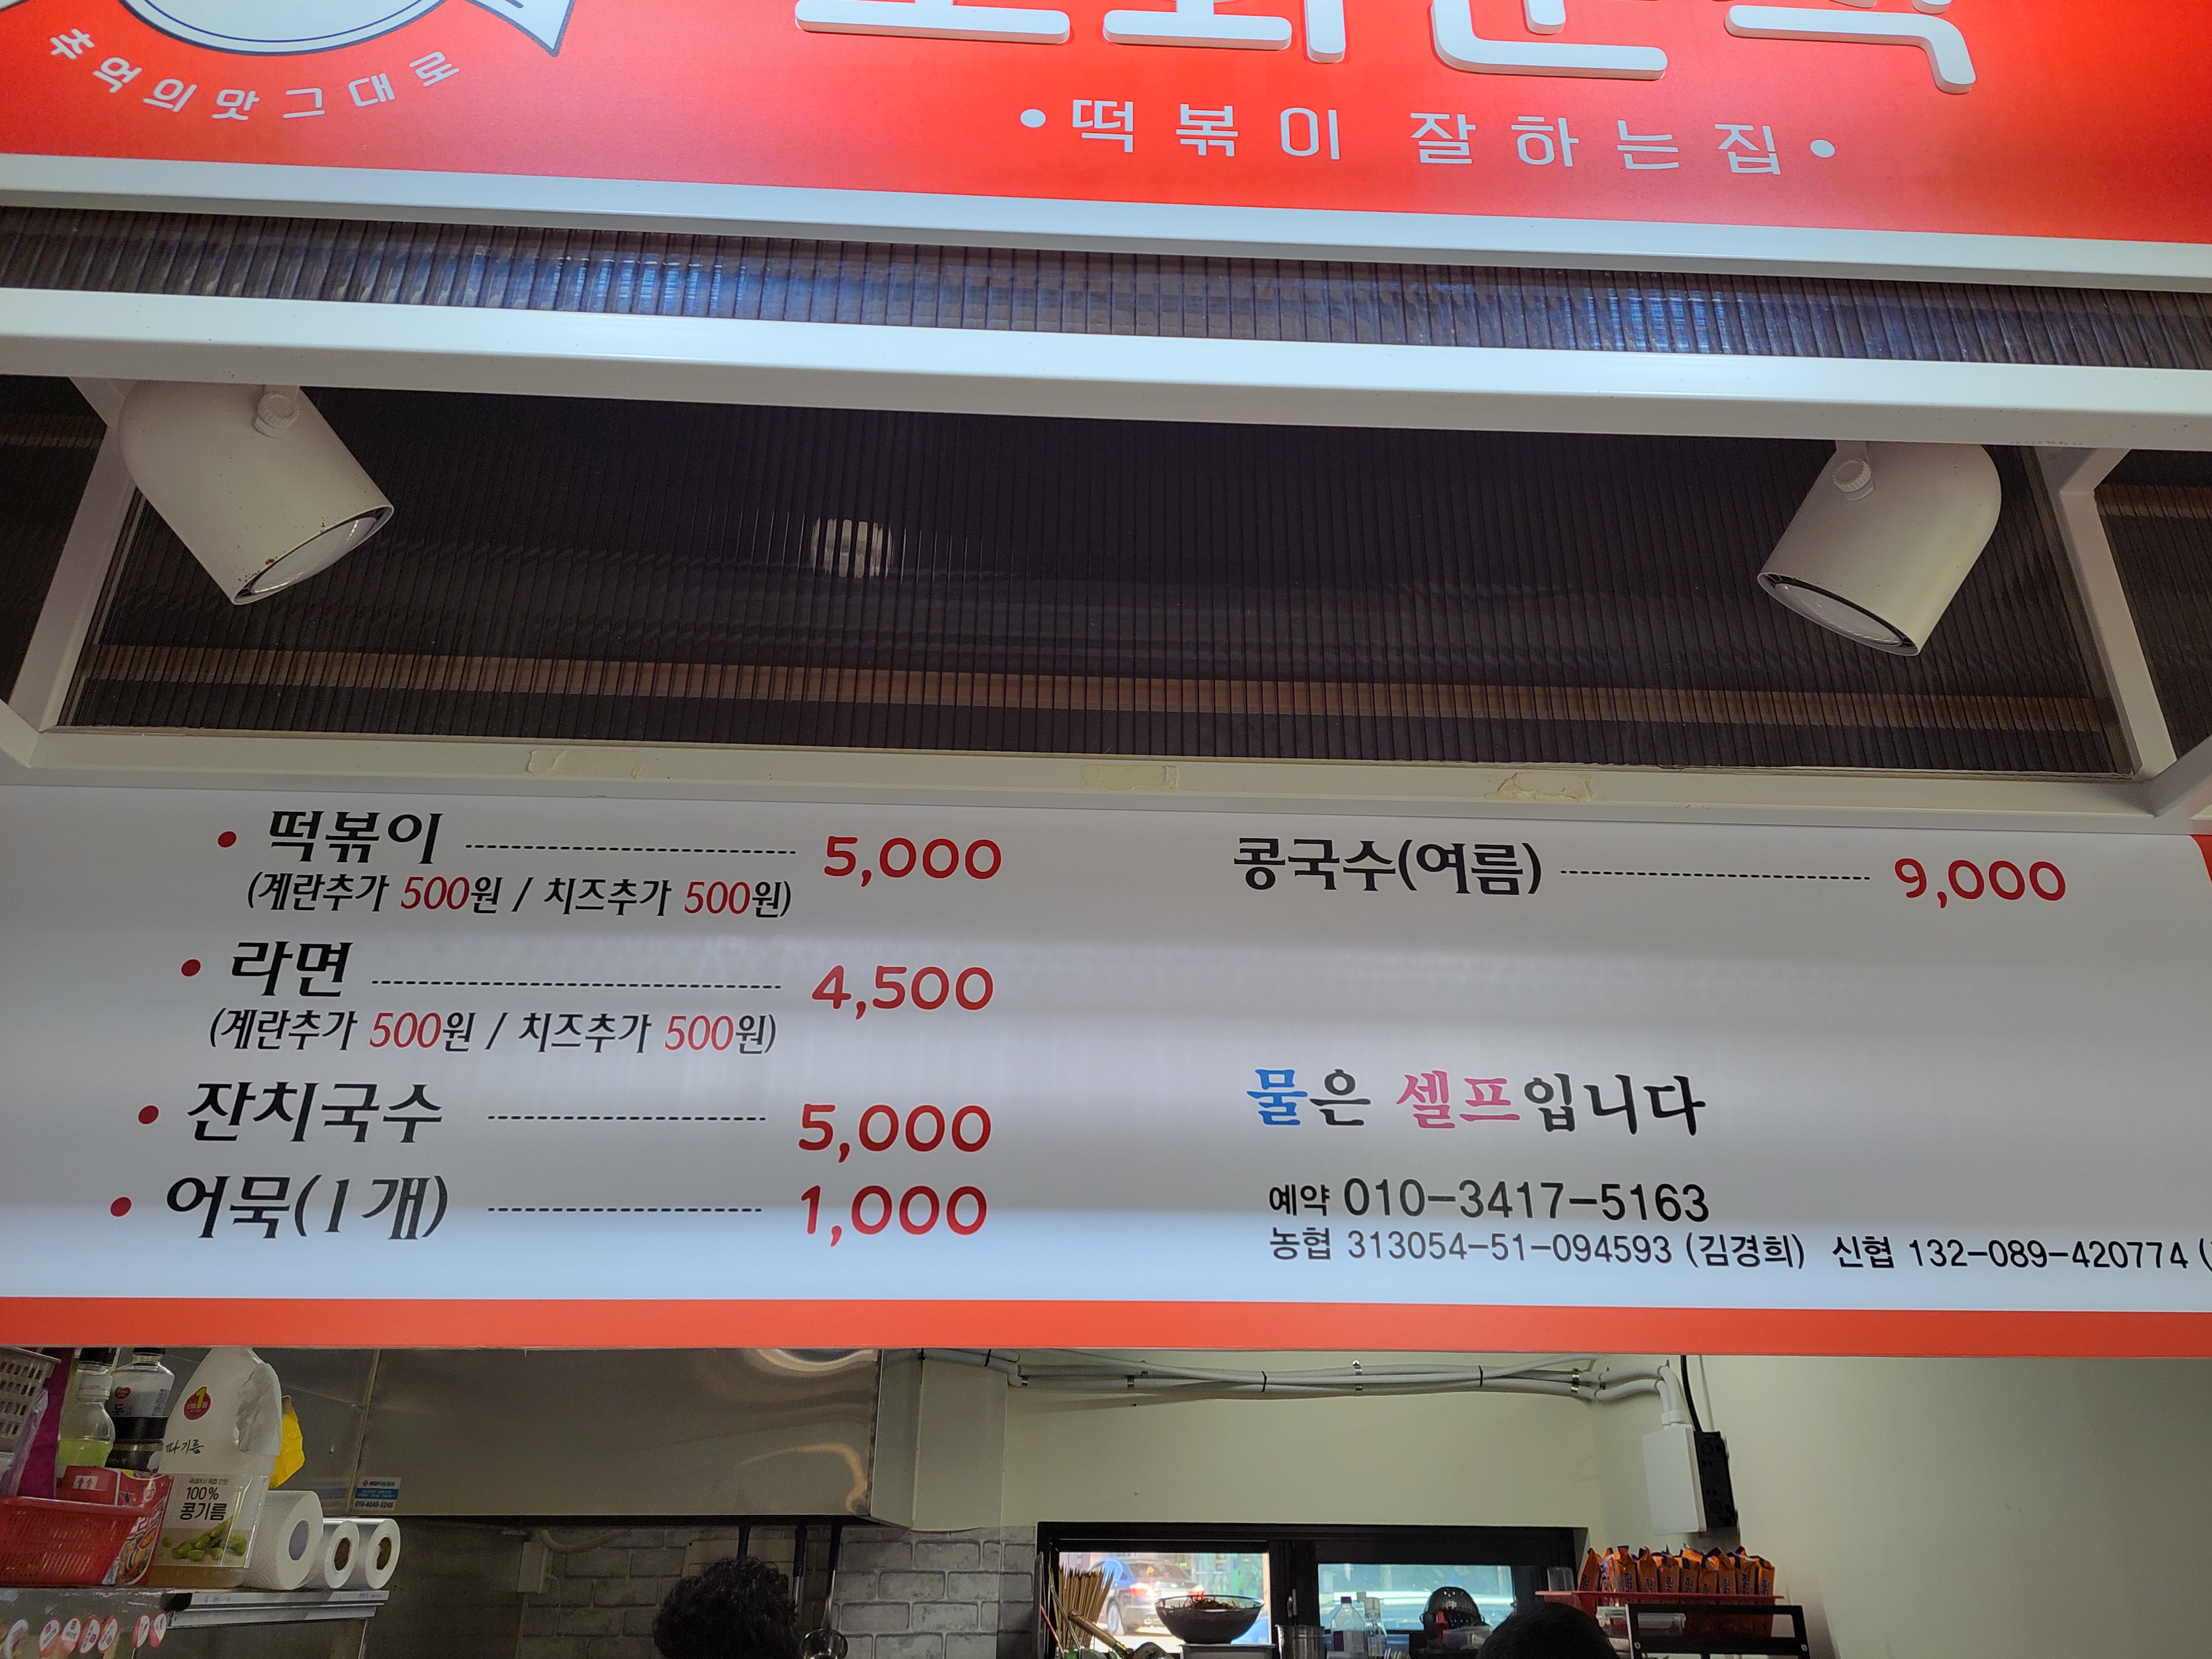 추억의맛그대로
•떡볶이 잘하는집•
• 떡볶이 5,000
(계란추가 500원 / 치즈추가 500원)
• 라면 4,500
(계란추가 500원 / 치즈추가 500원)
• 잔치국수 5,000
• 어묵(1개) 1,000
콩국수(여름) 9,000
물은 셀프입니다
예약 010-3417-5163
농협 313054-51-094593 (김경희) 신협 132-089-420774 (
100%
콩기름